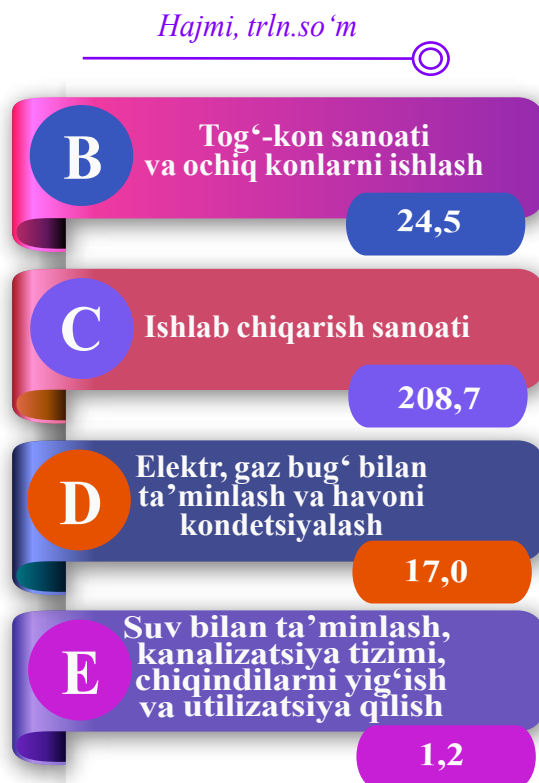 Hajmi, trln.so‘m
B
Tog‘-kon sanoati
va ochiq konlarni ishlash
24,5
C
Ishlab chiqarish sanoati
208,7
D
Elektr, gaz bug‘ bilan
ta’minlash va havoni
kondetsiyalash
17,0
E
Suv bilan ta’minlash,
kanalizatsiya tizimi,
chiqindilarni yig‘ish
va utilizatsiya qilish
1,2